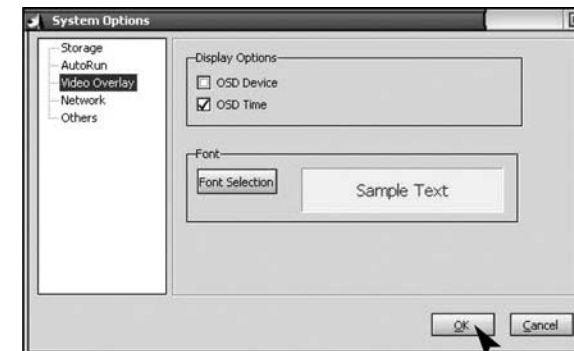 System Options
Storage
AutoRun
Video Overlay
Network
Others
Display Options
OSD Device
OSD Time
Font
Font Selection
Sample Text
OK
Cancel